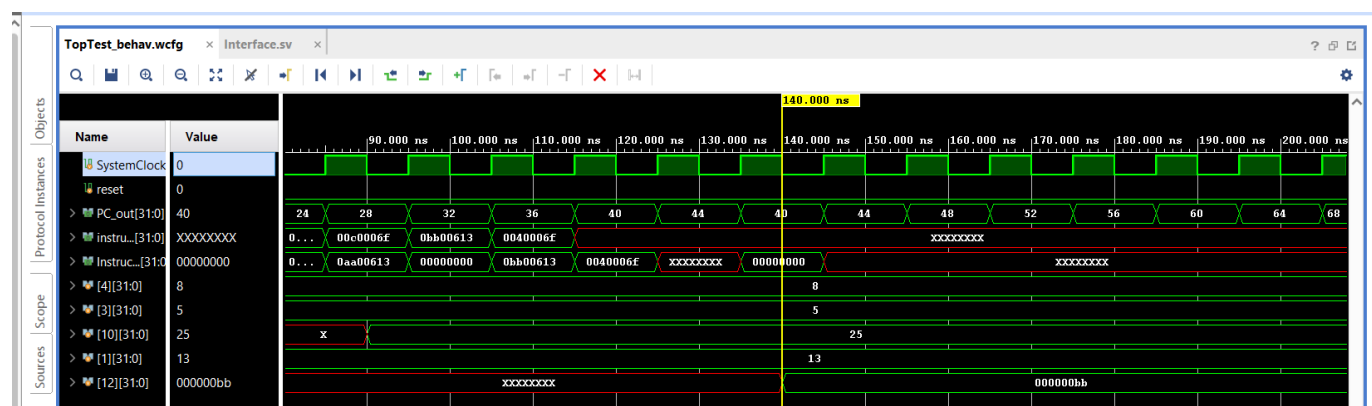 TopTest_behav.wcfg × Interface.sv ×
?
140.000 ns
Name Value
90.000 ns 100.000 ns 110.000 ns 120.000 ns 130.000 ns 140.000 ns 150.000 ns 160.000 ns 170.000 ns 180.000 ns 190.000 ns 200.000 ns
SystemClock 0
reset 0
PC_out[31:0] 40 24 28 32 36 40 44 40 44 48 52 56 60 64 68
instru...[31:0] XXXXXXXX 0... 00c0006f 0bb00613 0040006f XXXXXXXX
Instruc...[31:0 00000000 0... 0aa00613 00000000 0bb00613 0040006f XXXXXXXX 00000000 XXXXXXXX
[4][31:0] 8 8
[3][31:0] 5 5
[10][31:0] 25 X 25
[1][31:0] 13 13
[12][31:0] 000000bb XXXXXXXX 000000bb
Objects
Protocol Instances
Scope
Sources